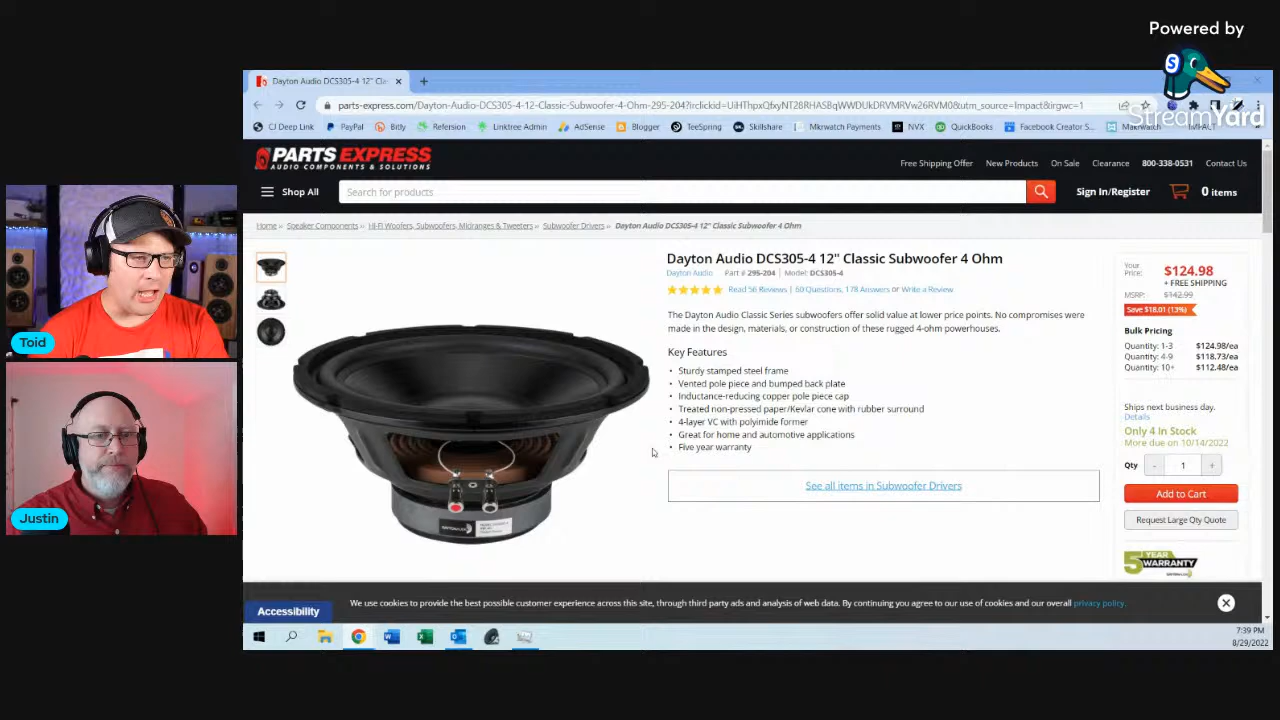 Powered by
StreamYard
Dayton Audio DCS305-4 12" Cla
parts-express.com/Dayton-Audio-DCS305-4-12-Classic-Subwoofer-4-Ohm-295-204?irclickid=
CJ Deep Link
PayPal
Bitly
Refersion
Linktree Admin
AdSense
Blogger
TeeSpring
Skillshare
Mkrwatch Payments
NVX
QuickBooks
Facebook Creator S...
PARTS EXPRESS
AUDIO COMPONENTS & SOLUTIONS
Free Shipping Offer
New Products
On Sale
Clearance
800-338-0531
Contact Us
Shop All
Search for products
Sign In/Register
0 items
Home » Speaker Components » Hi-Fi Woofers, Subwoofers, Midranges & Tweeters » Subwoofer Drivers » Dayton Audio DCS305-4 12" Classic Subwoofer 4 Ohm
Dayton Audio DCS305-4 12" Classic Subwoofer 4 Ohm
Dayton Audio Part # 295-204 | Model: DCS305-4
Read 56 Reviews | 60 Questions, 178 Answers or Write a Review
The Dayton Audio Classic Series subwoofers offer solid value at lower price points. No compromises were
made in the design, materials, or construction of these rugged 4-ohm powerhouses.
Key Features
Sturdy stamped steel frame
Vented pole piece and bumped back plate
Inductance-reducing copper pole piece cap
Treated non-pressed paper/Kevlar cone with rubber surround
4-layer VC with polyimide former
Great for home and automotive applications
Five year warranty
See all items in Subwoofer Drivers
Your
Price:
$124.98
+ FREE SHIPPING
MSRP: $142.99
Save $18.01 (13%)
Bulk Pricing
Quantity: 1-3 $124.98/ea
Quantity: 4-9 $118.73/ea
Quantity: 10+ $112.48/ea
Ships next business day.
Details
Only 4 In Stock
More due on 10/14/2022
Qty - 1 +
Add to Cart
Request Large Qty Quote
5 YEAR
WARRANTY
Toid
Justin
Accessibility
We use cookies to provide the best possible customer experience across this site, through third party ads and analysis of web data. By continuing you agree to our use of cookies and our overall privacy policy.
7:39 PM
8/29/2022